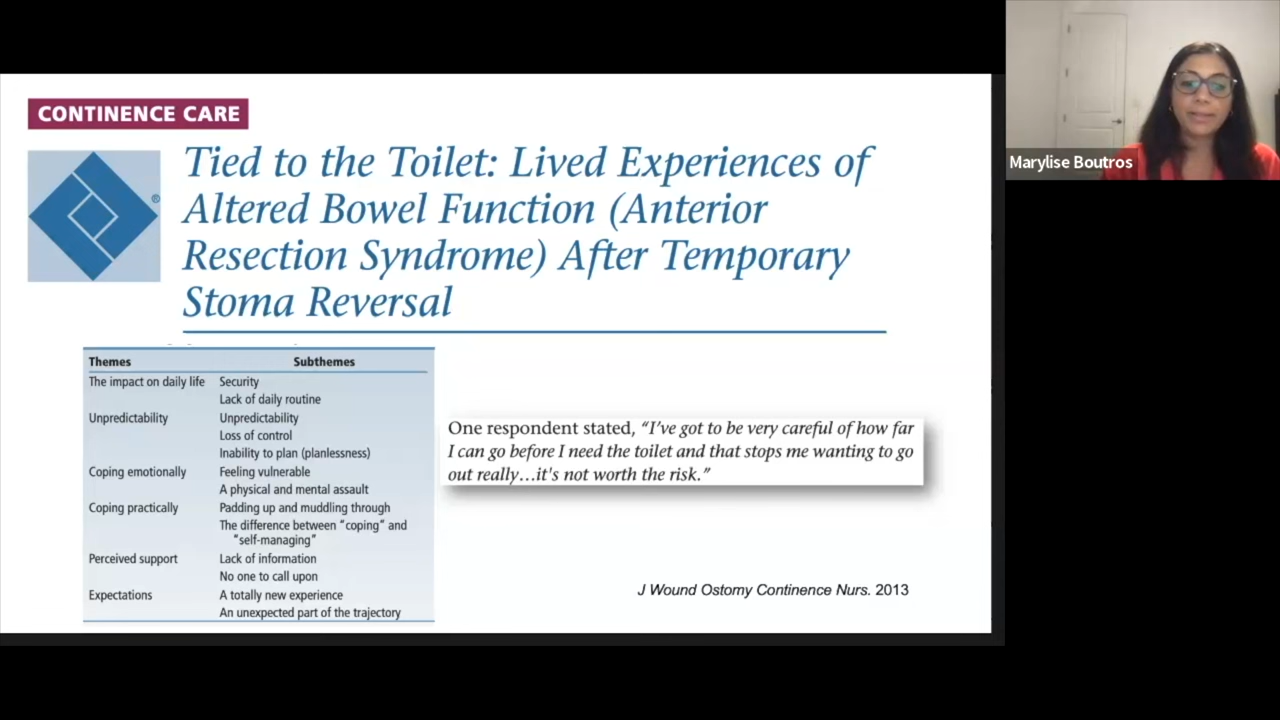 CONTINENCE CARE
Tied to the Toilet: Lived Experiences of
Altered Bowel Function (Anterior
Resection Syndrome) After Temporary
Stoma Reversal
®
Themes Subthemes
The impact on daily life Security
Lack of daily routine
Unpredictability Unpredictability
Loss of control
Inability to plan (planlessness)
Coping emotionally Feeling vulnerable
A physical and mental assault
Coping practically Padding up and muddling through
The difference between “coping” and
“self-managing”
Perceived support Lack of information
No one to call upon
Expectations A totally new experience
An unexpected part of the trajectory
One respondent stated, “I’ve got to be very careful of how far
I can go before I need the toilet and that stops me wanting to go
out really…it's not worth the risk.”
J Wound Ostomy Continence Nurs. 2013
Marylise Boutros